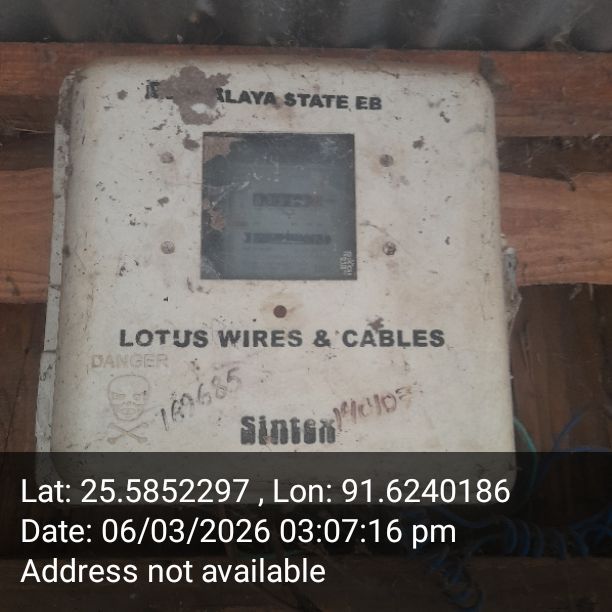 LAYA STATE EB
LOTUS WIRES & CABLES
DANGER
169685
Sintex
Lat: 25.5852297 , Lon: 91.6240186
Date: 06/03/2026 03:07:16 pm
Address not available